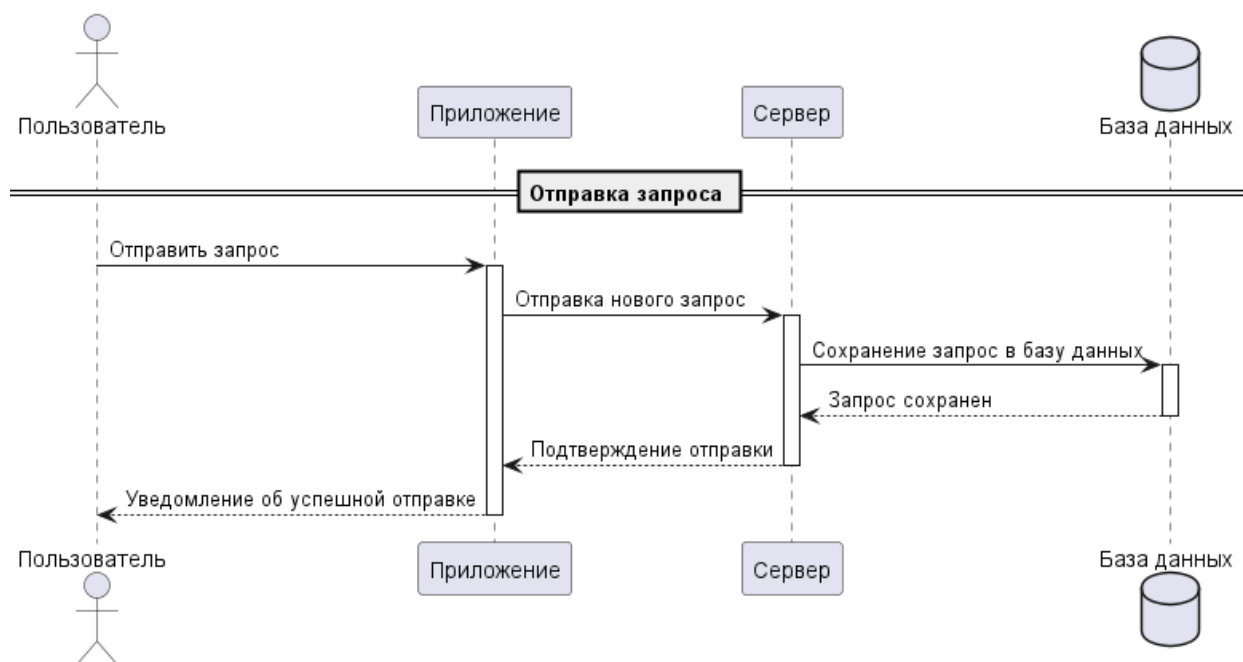 Пользователь
Приложение
Сервер
База данных
Отправка запроса
Отправить запрос
Отправка нового запрос
Сохранение запрос в базу данных
Запрос сохранен
Подтверждение отправки
Уведомление об успешной отправке
Пользователь
Приложение
Сервер
База данных